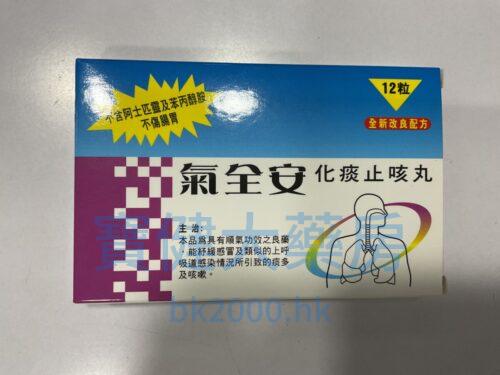 不含阿士匹靈及苯丙醇胺
不傷腸胃
12粒
全新改良配方
氣全安 化痰止咳丸
主治:
本品為具有順氣功效之良藥
,能紓緩感冒及類似的上呼
吸道感染情況所引致的痰多
及咳嗽。
寶健大藥房
bk2000.hk